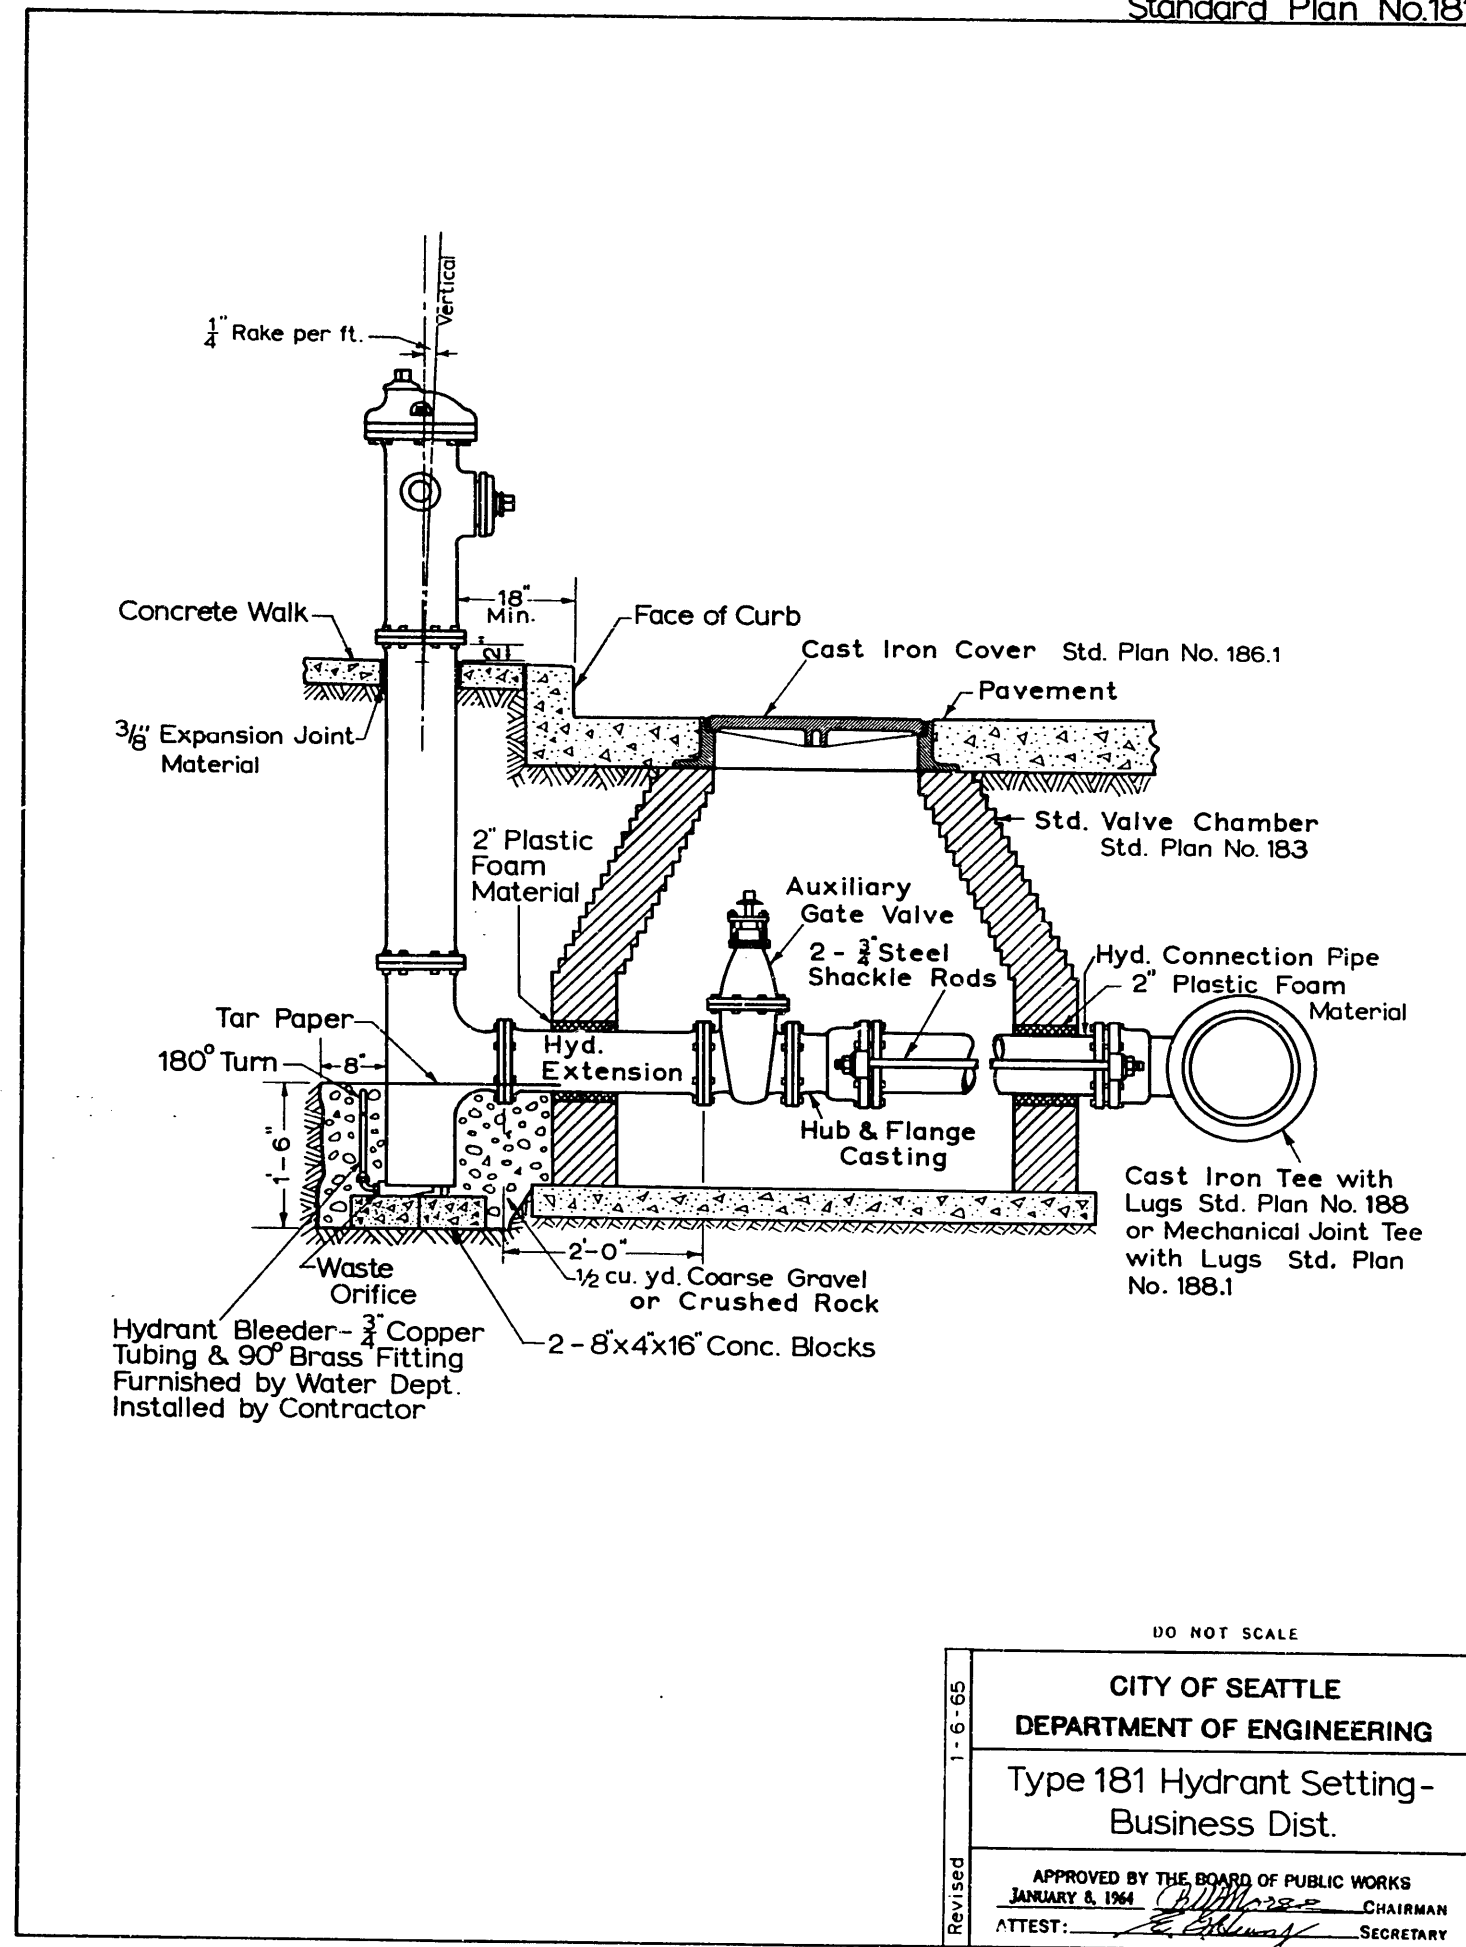 Standard Plan No.181
Vertical
1/4" Rake per ft.
18"
Min.
Concrete Walk
Face of Curb
2"
Cast Iron Cover Std. Plan No. 186.1
Pavement
3/8" Expansion Joint
Material
Std. Valve Chamber
Std. Plan No. 183
2" Plastic
Foam
Material
Auxiliary
Gate Valve
2 - 3/4" Steel
Shackle Rods
Hyd. Connection Pipe
2" Plastic Foam
Material
Tar Paper
180° Turn
8"
Hyd.
Extension
1'-6"
Hub & Flange
Casting
Cast Iron Tee with
Lugs Std. Plan No. 188
or Mechanical Joint Tee
with Lugs Std. Plan
No. 188.1
2'-0"
Waste
Orifice
1/2 cu. yd. Coarse Gravel
or Crushed Rock
Hydrant Bleeder - 3/4" Copper
Tubing & 90° Brass Fitting
Furnished by Water Dept.
Installed by Contractor
2 - 8"x4"x16" Conc. Blocks
DO NOT SCALE
Revised 1-6-65
CITY OF SEATTLE
DEPARTMENT OF ENGINEERING
Type 181 Hydrant Setting-
Business Dist.
APPROVED BY THE BOARD OF PUBLIC WORKS
JANUARY 8, 1964 CHAIRMAN
ATTEST: SECRETARY